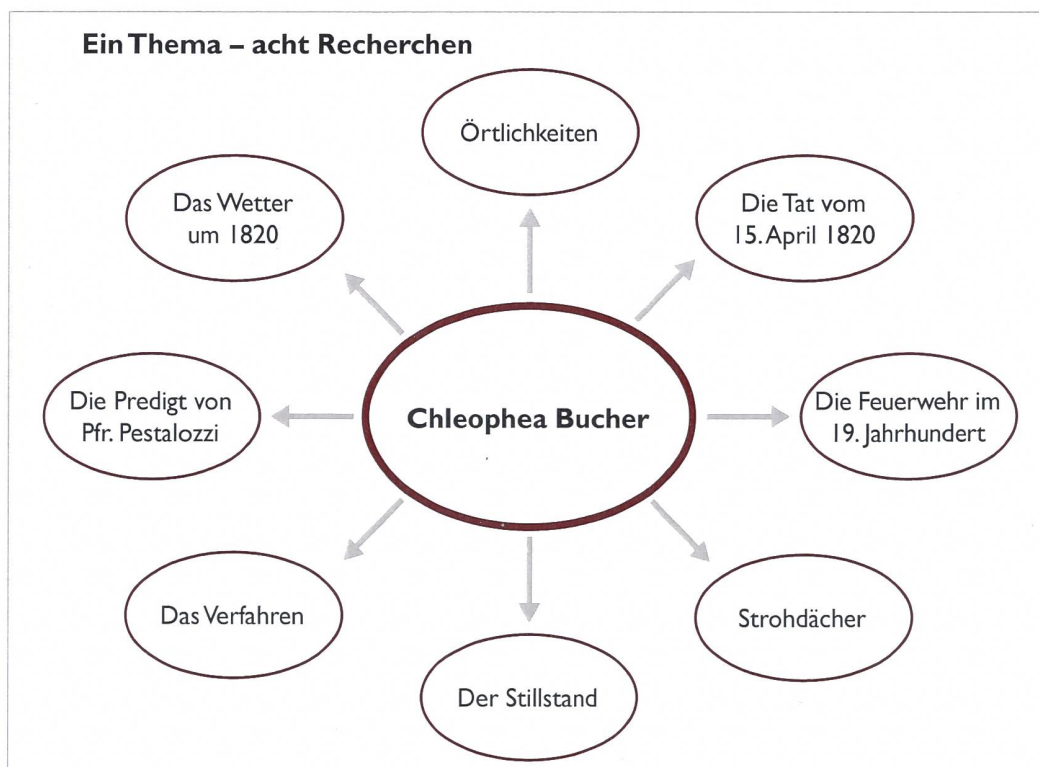 Ein Thema – acht Recherchen
Örtlichkeiten
Das Wetter
um 1820
Die Tat vom
15. April 1820
Die Predigt von
Pfr. Pestalozzi
Chleophea Bucher
Die Feuerwehr im
19. Jahrhundert
Das Verfahren
Strohdächer
Der Stillstand